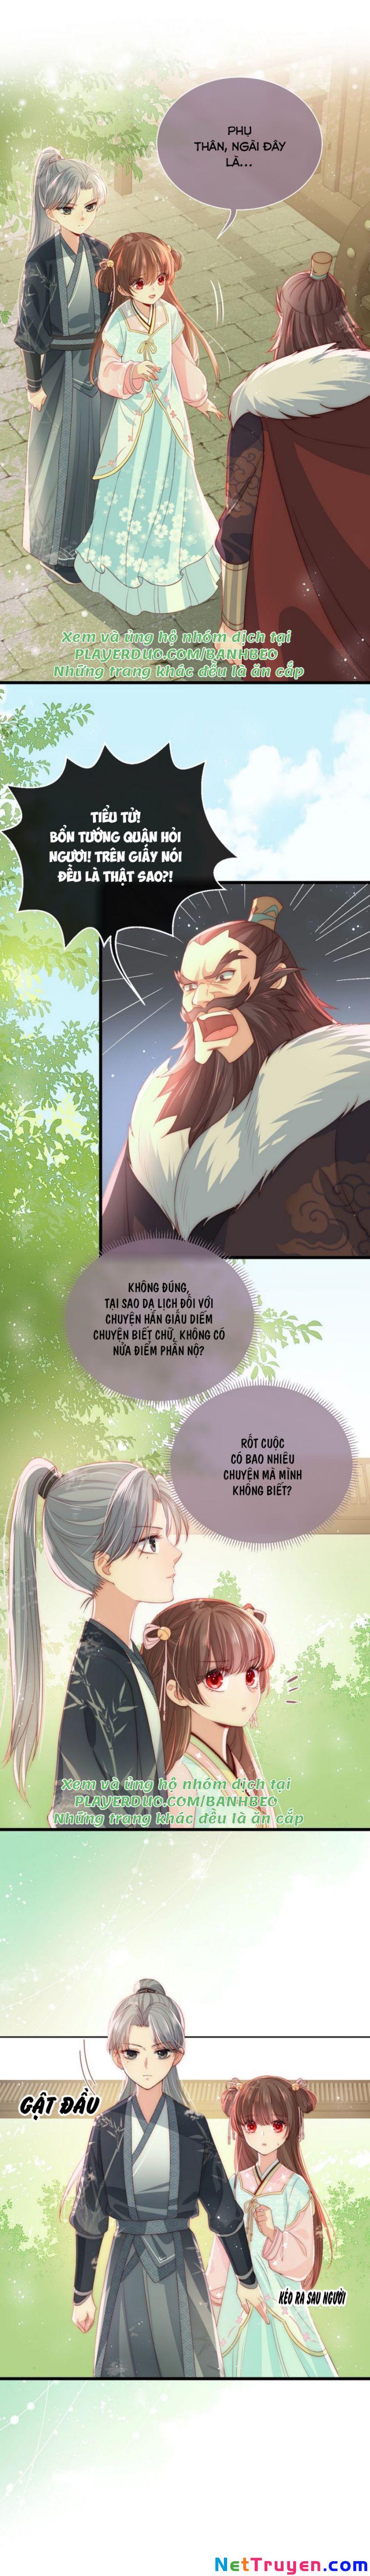 PHỤ
THÂN, NGÀI ĐÂY
LÀ...
Xem và ủng hộ nhóm dịch tại
PLAYERDUO.COM/BANHBEO
Những trang khác đều là ăn cắp
TIỂU TỬ!
BỔN TƯỚNG QUÂN HỎI
NGƯƠI! TRÊN GIẤY NÓI
ĐỀU LÀ THẬT SAO?!
KHÔNG ĐÚNG,
TẠI SAO DẠ LỊCH ĐỐI VỚI
CHUYỆN HẮN GIẤU DIẾM
CHUYỆN BIẾT CHỮ, KHÔNG CÓ
NỬA ĐIỂM PHẪN NỘ?
RỐT CUỘC
CÓ BAO NHIÊU
CHUYỆN MÀ MÌNH
KHÔNG BIẾT?
Xem và ủng hộ nhóm dịch tại
PLAYERDUO.COM/BANHBEO
Những trang khác đều là ăn cắp
GẬT ĐẦU
KÉO RA SAU NGƯỜI
NetTruyen.com